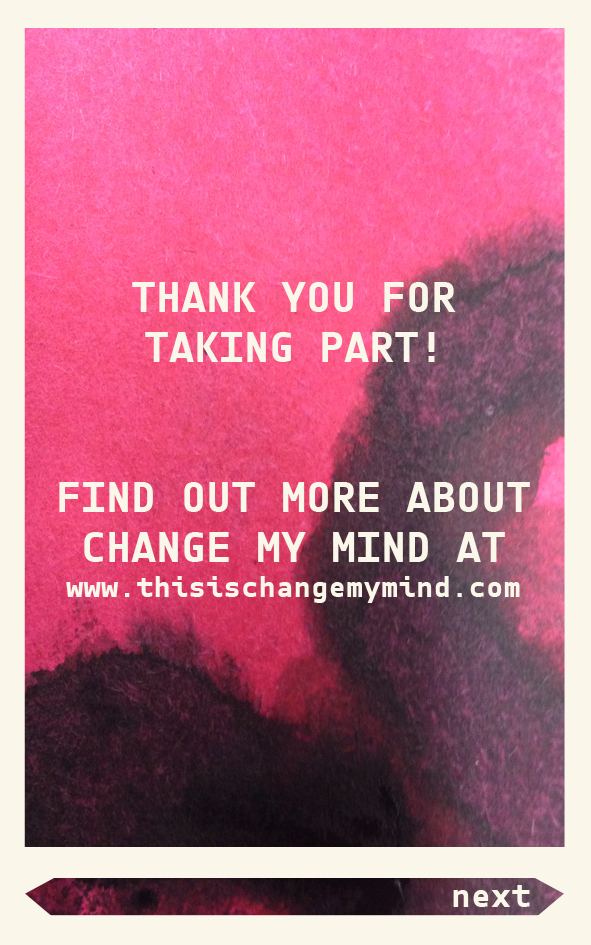 THANK YOU FOR
TAKING PART!
FIND OUT MORE ABOUT
CHANGE MY MIND AT
www.thisischangemymind.com
next